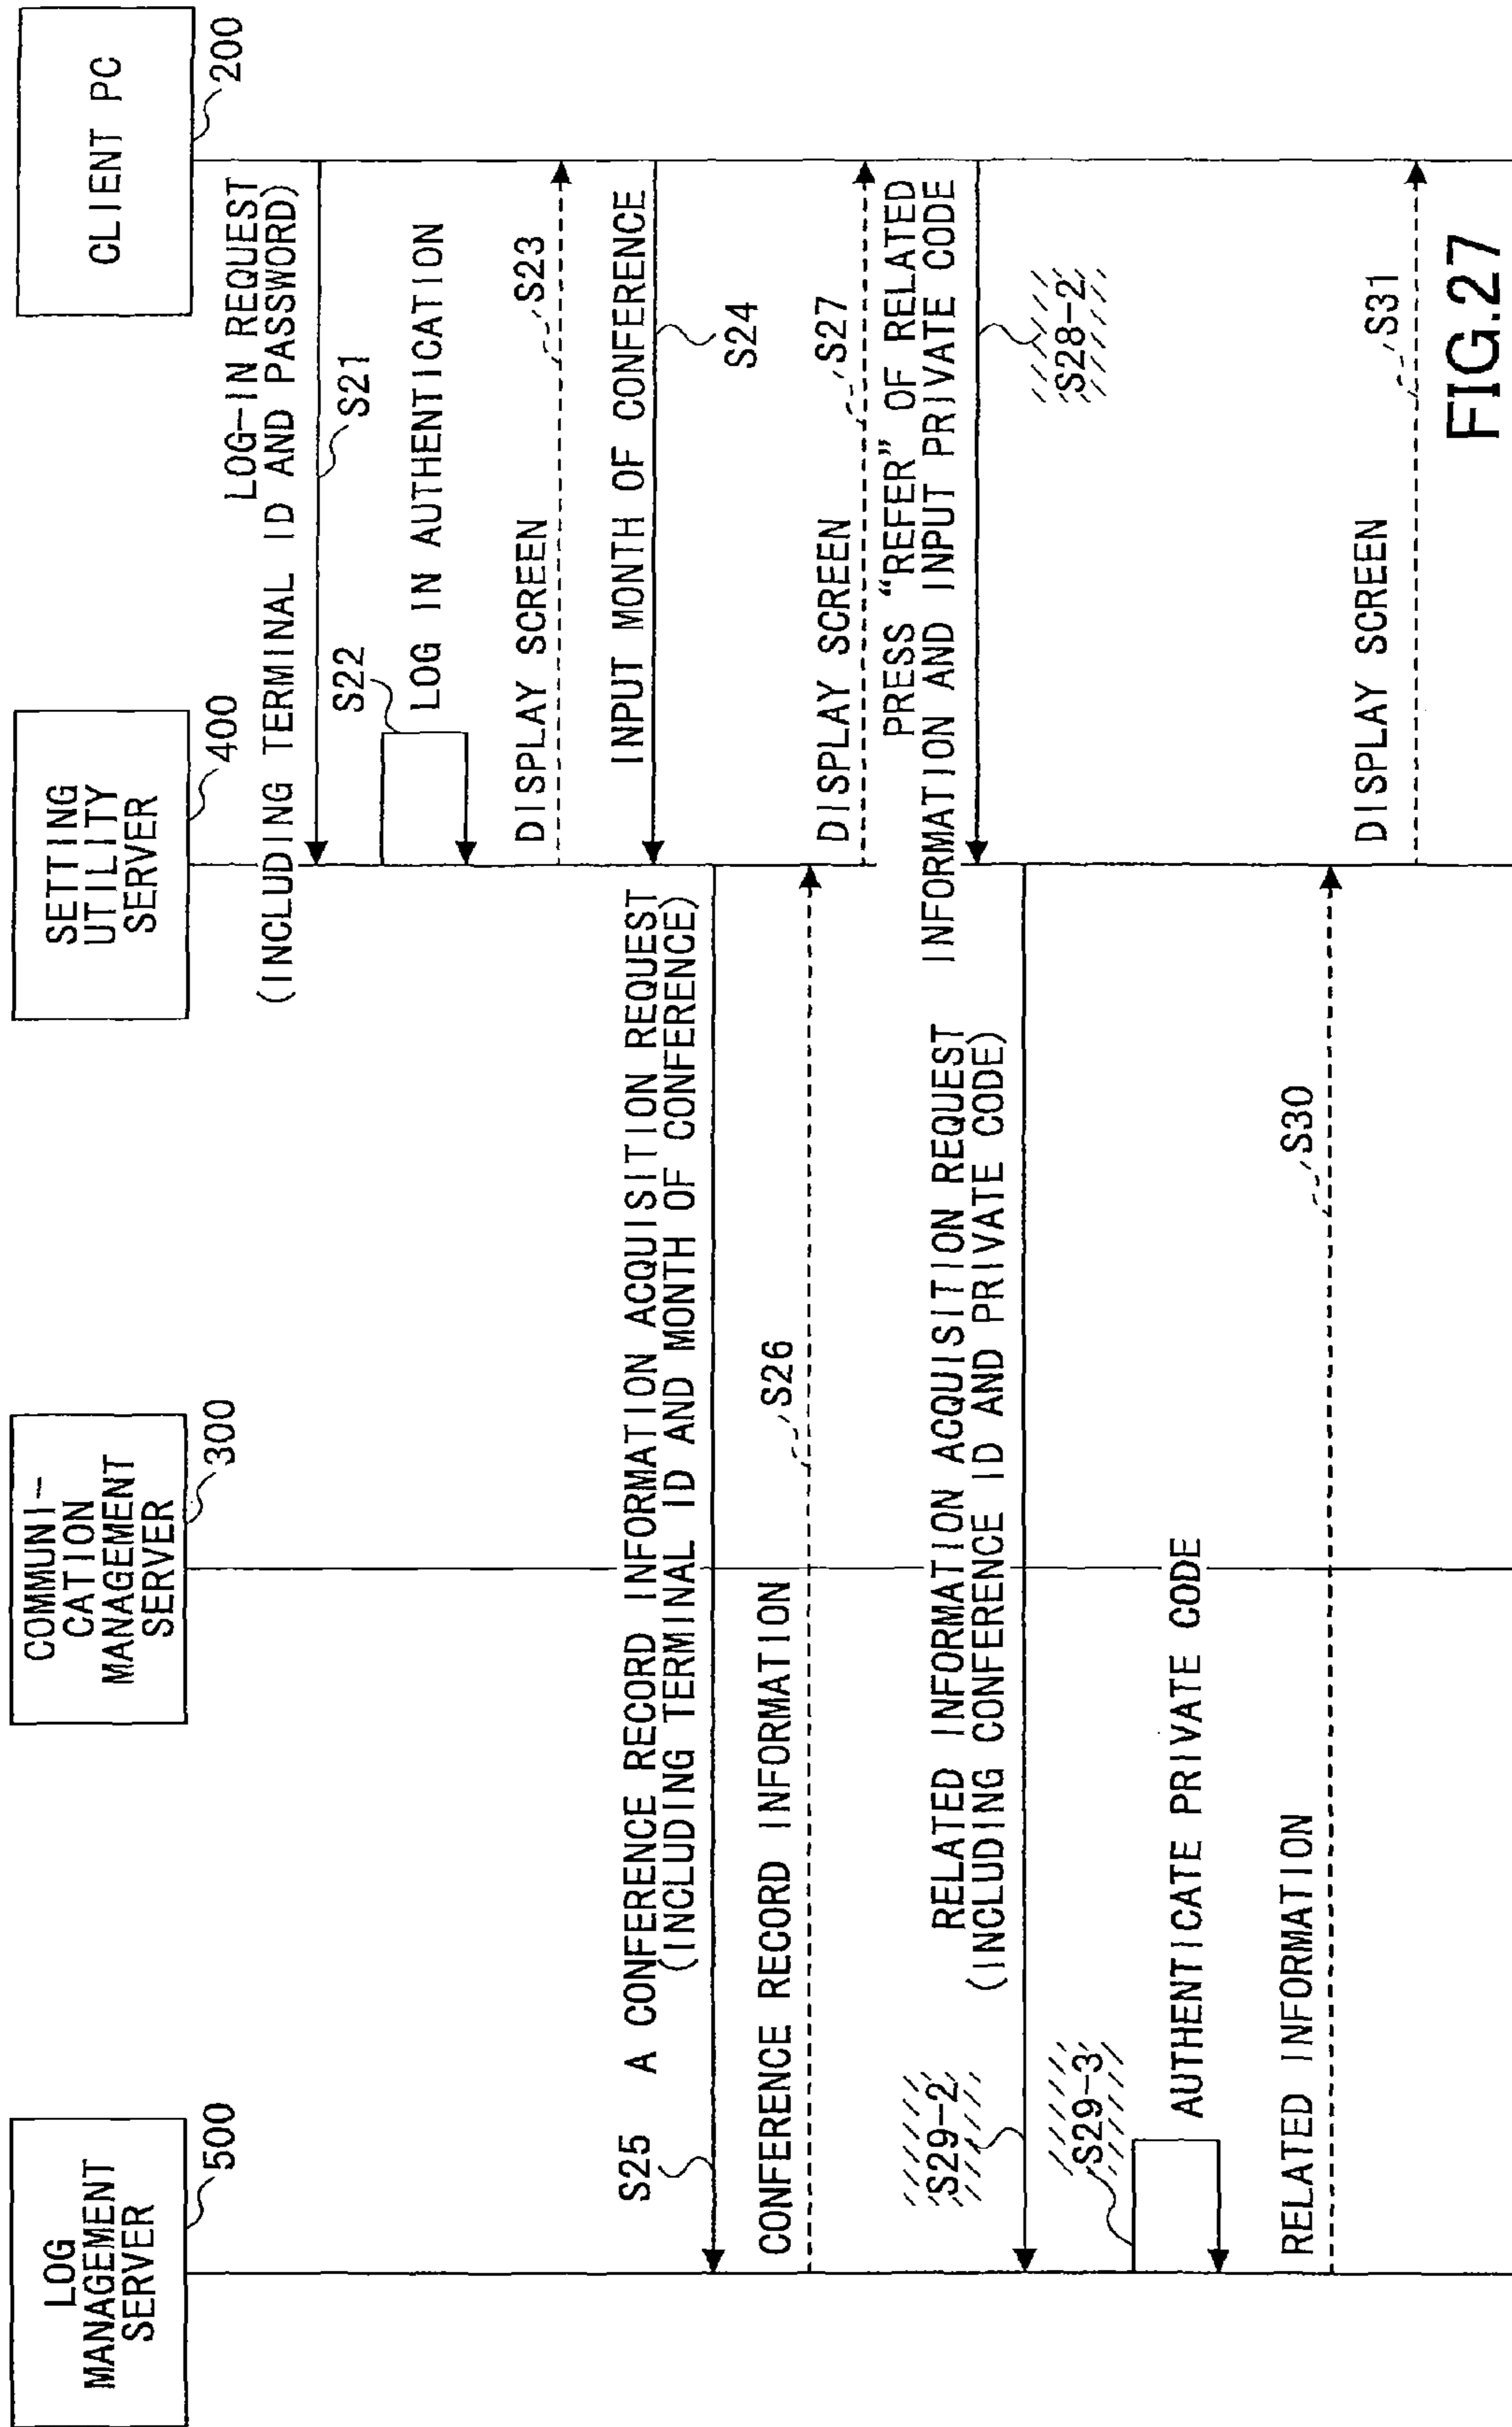 LOG
MANAGEMENT
SERVER
500
COMMUNI-
CATION
MANAGEMENT
SERVER
300
SETTING
UTILITY
SERVER
400
CLIENT PC
200
LOG-IN REQUEST
(INCLUDING TERMINAL ID AND PASSWORD)
S21
S22
LOG IN AUTHENTICATION
DISPLAY SCREEN
S23
INPUT MONTH OF CONFERENCE
S24
S25
A CONFERENCE RECORD INFORMATION ACQUISITION REQUEST
(INCLUDING TERMINAL ID AND MONTH OF CONFERENCE)
CONFERENCE RECORD INFORMATION
S26
DISPLAY SCREEN
S27
PRESS “REFER” OF RELATED
INFORMATION AND INPUT PRIVATE CODE
S28-2
RELATED INFORMATION ACQUISITION REQUEST
(INCLUDING CONFERENCE ID AND PRIVATE CODE)
S29-2
S29-3
AUTHENTICATE PRIVATE CODE
RELATED INFORMATION
S30
DISPLAY SCREEN
S31
FIG.27